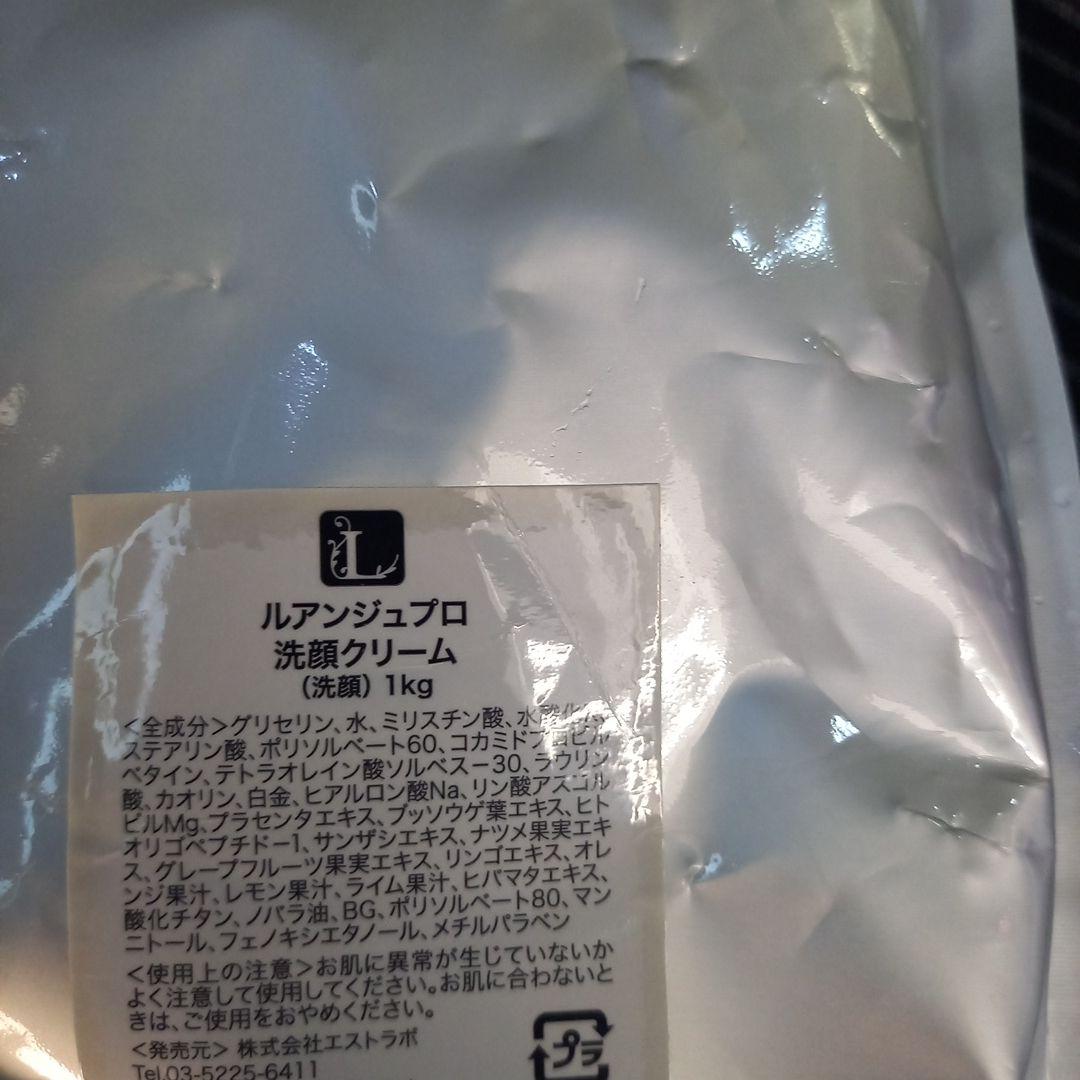 L
ルアンジュプロ
洗顔クリーム
(洗顔) 1kg
<全成分>グリセリン、水、ミリスチン酸、水酸化K、
ステアリン酸、ポリソルベート60、コカミドプロピル
ベタイン、テトラオレイン酸ソルベスー30、ラウリン
酸、カオリン、白金、ヒアルロン酸Na、リン酸アスコル
ビルMg、プラセンタエキス、ブッソウゲ葉エキス、ヒト
オリゴペプチドー1、サンザシエキス、ナツメ果実エキ
ス、グレープフルーツ果実エキス、リンゴエキス、オレ
ンジ果汁、レモン果汁、ライム果汁、ヒバマタエキス、
酸化チタン、ノバラ油、BG、ポリソルベート80、マン
ニトール、フェノキシエタノール、メチルパラベン
<使用上の注意>お肌に異常が生じていないか
よく注意して使用してください。お肌に合わないと
きは、ご使用をおやめください。
<発売元> 株式会社エストラボ
Tel.03-5225-6411
プラ